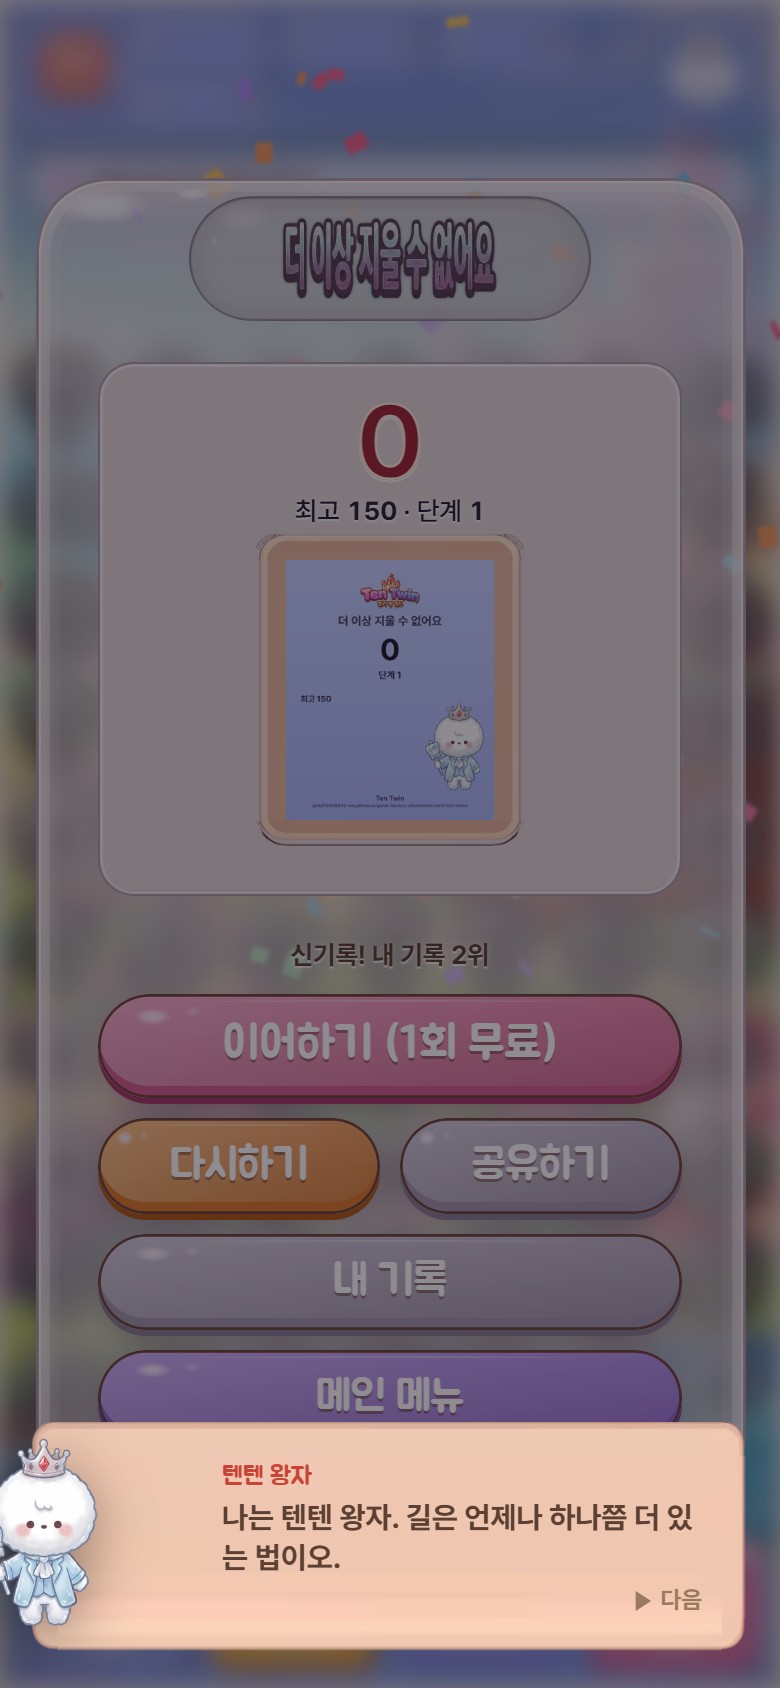 더 이상 지울 수 없어요
0
최고 150 · 단계 1
Ten Twin
더 이상 지울 수 없어요
0
단계 1
최고 150
Ten Twin
신기록! 내 기록 2위
이어하기 (1회 무료)
다시하기
공유하기
내 기록
메인 메뉴
텐텐 왕자
나는 텐텐 왕자. 길은 언제나 하나쯤 더 있
는 법이오.
▶ 다음